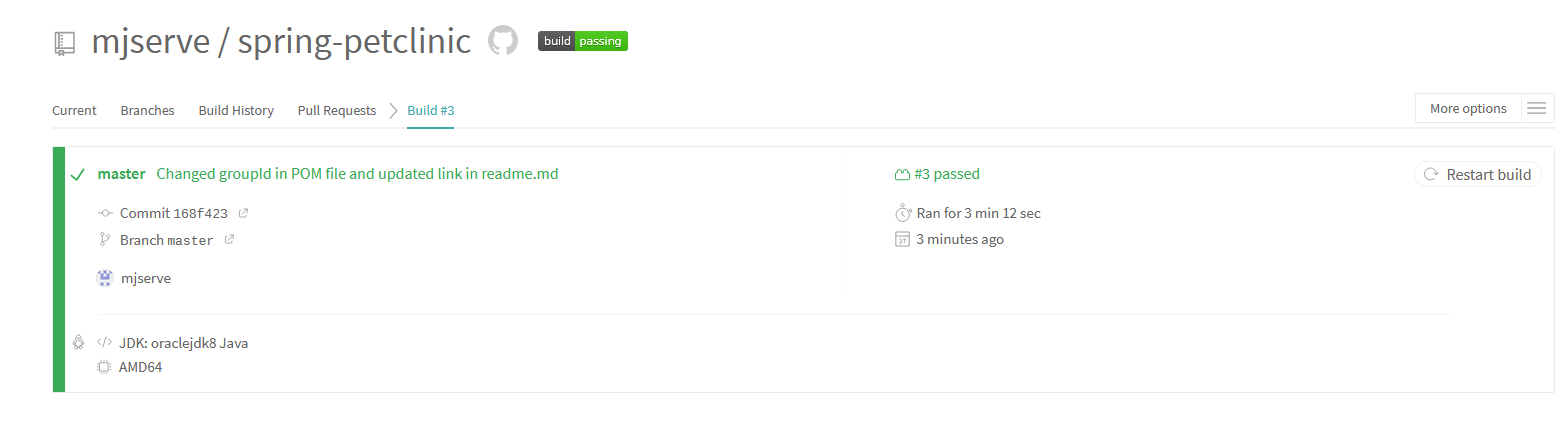 mjserve / spring-petclinic build passing
Current Branches Build History Pull Requests Build #3 More options
master Changed groupId in POM file and updated link in readme.md #3 passed Restart build
Commit 168f423 Ran for 3 min 12 sec
Branch master 27 3 minutes ago
mjserve
</> JDK: oraclejdk8 Java
AMD64